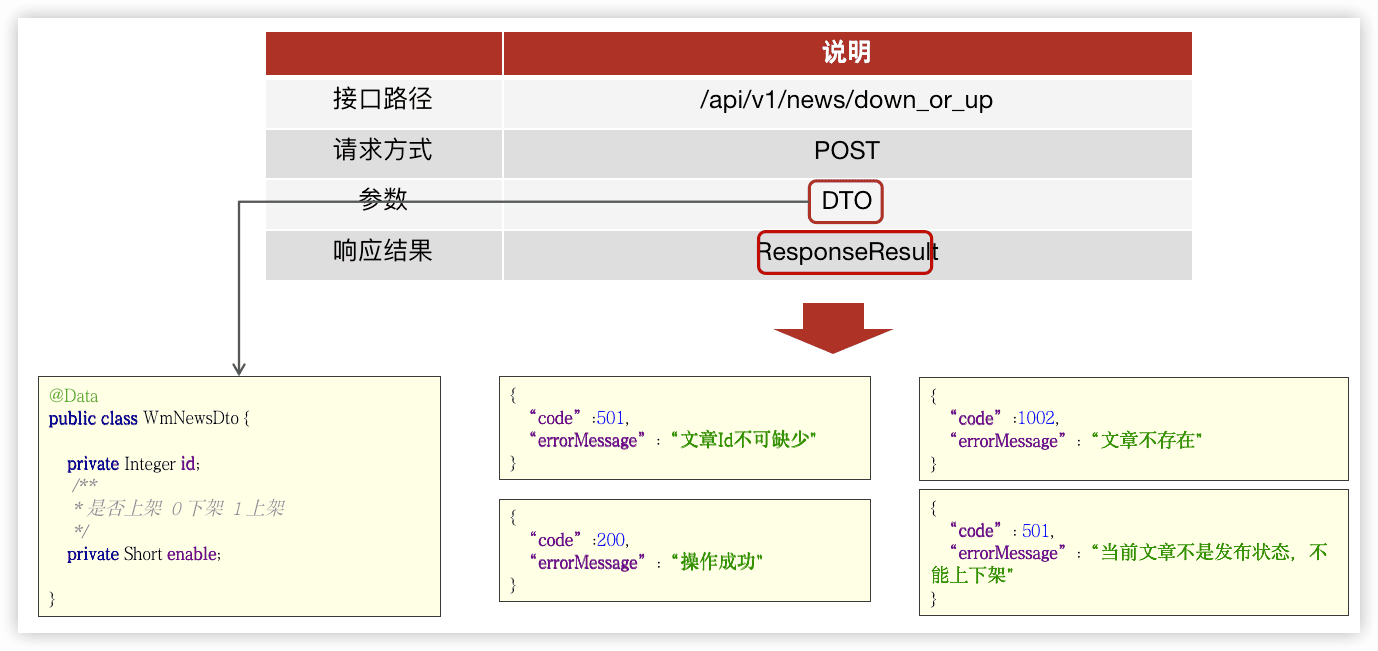 说明
接口路径 /api/v1/news/down_or_up
请求方式 POST
参数 DTO
响应结果 ResponseResult
@Data
public class WmNewsDto {
private Integer id;
/**
* 是否上架 0 下架 1 上架
*/
private Short enable;
}
{
“code” :501,
“errorMessage” : “文章Id不可缺少"
}
{
“code” :200,
“errorMessage” : “操作成功"
}
{
“code” :1002,
“errorMessage” : “文章不存在"
}
{
“code” : 501,
“errorMessage” : “当前文章不是发布状态，不
能上下架"
}